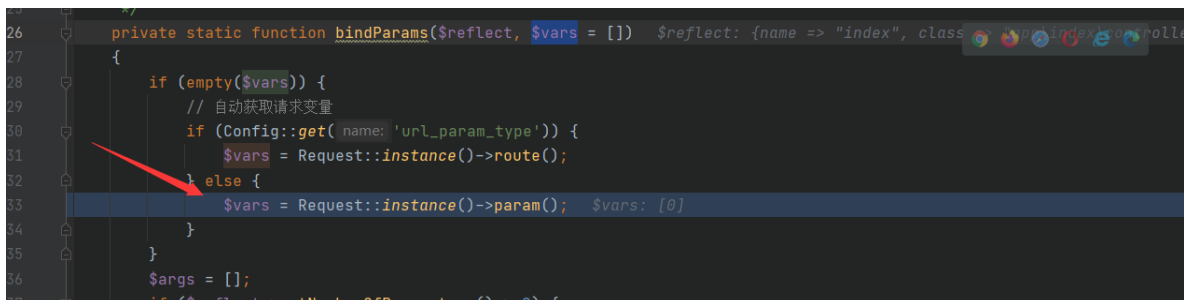 25 */
26 private static function bindParams($reflect, $vars = []) $reflect: {name => "index", class
27 {
28 if (empty($vars)) {
29 // 自动获取请求变量
30 if (Config::get( name: 'url_param_type')) {
31 $vars = Request::instance()->route();
32 } else {
33 $vars = Request::instance()->param(); $vars: [0]
34 }
35 }
36 $args = [];